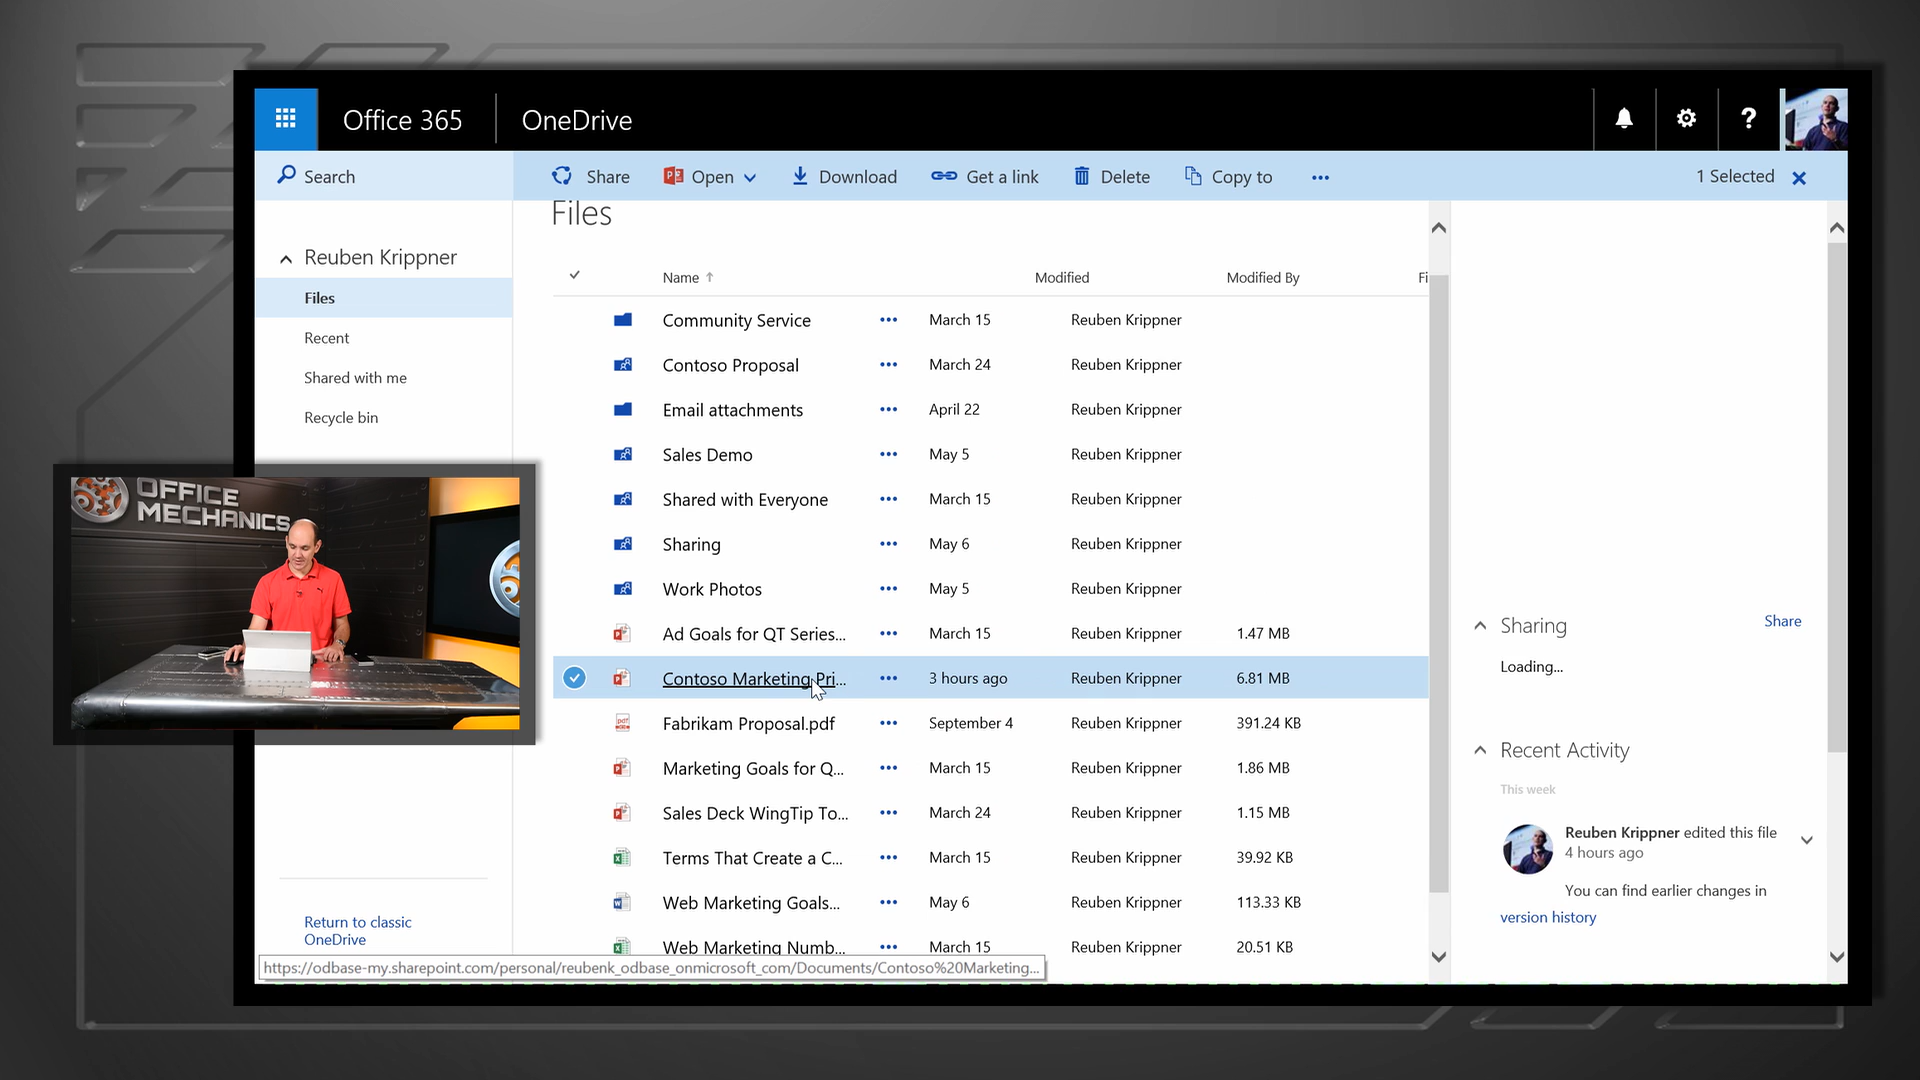 Office 365
OneDrive
?
Search
Share
Open
Download
Get a link
Delete
Copy to
...
1 Selected
Reuben Krippner
Files
Recent
Shared with me
Recycle bin
Return to classic
OneDrive
OFFICE
MECHANICS
Files
Name Modified Modified By Fi
Community Service ... March 15 Reuben Krippner
Contoso Proposal ... March 24 Reuben Krippner
Email attachments ... April 22 Reuben Krippner
Sales Demo ... May 5 Reuben Krippner
Shared with Everyone ... March 15 Reuben Krippner
Sharing ... May 6 Reuben Krippner
Work Photos ... May 5 Reuben Krippner
Ad Goals for QT Series... ... March 15 Reuben Krippner 1.47 MB
Contoso Marketing Pri... ... 3 hours ago Reuben Krippner 6.81 MB
Fabrikam Proposal.pdf ... September 4 Reuben Krippner 391.24 KB
Marketing Goals for Q... ... March 15 Reuben Krippner 1.86 MB
Sales Deck WingTip To... ... March 24 Reuben Krippner 1.15 MB
Terms That Create a C... ... March 15 Reuben Krippner 39.92 KB
Web Marketing Goals... ... May 6 Reuben Krippner 113.33 KB
Web Marketing Numb... ... March 15 Reuben Krippner 20.51 KB
https://odbase-my.sharepoint.com/personal/reubenk_odbase_onmicrosoft_com/Documents/Contoso%20Marketing...
Sharing
Share
Loading...
Recent Activity
This week
Reuben Krippner edited this file
4 hours ago
You can find earlier changes in
version history